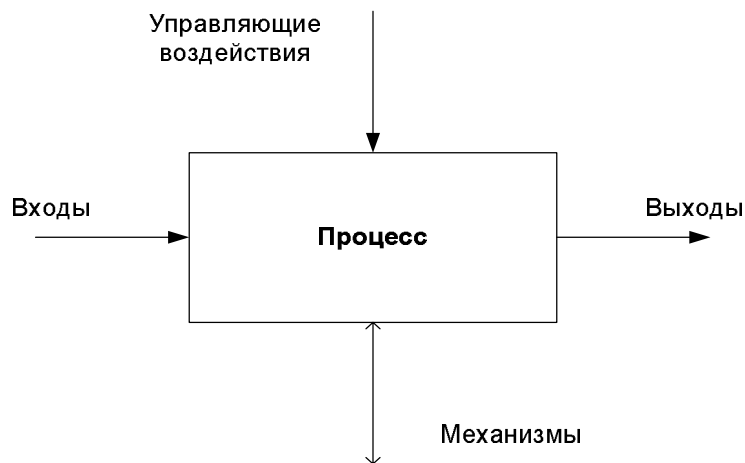 Управляющие
воздействия
Входы
Процесс
Выходы
Механизмы